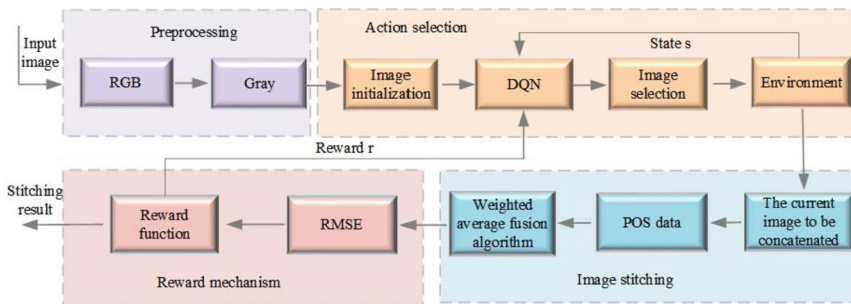 Preprocessing
Action selection
Input
image
State s
RGB
Gray
Image
initialization
DQN
Image
selection
Environment
Reward r
Stitching
result
Reward
function
RMSE
Weighted
average fusion
algorithm
POS data
The current
image to be
concatenated
Reward mechanism
Image stitching